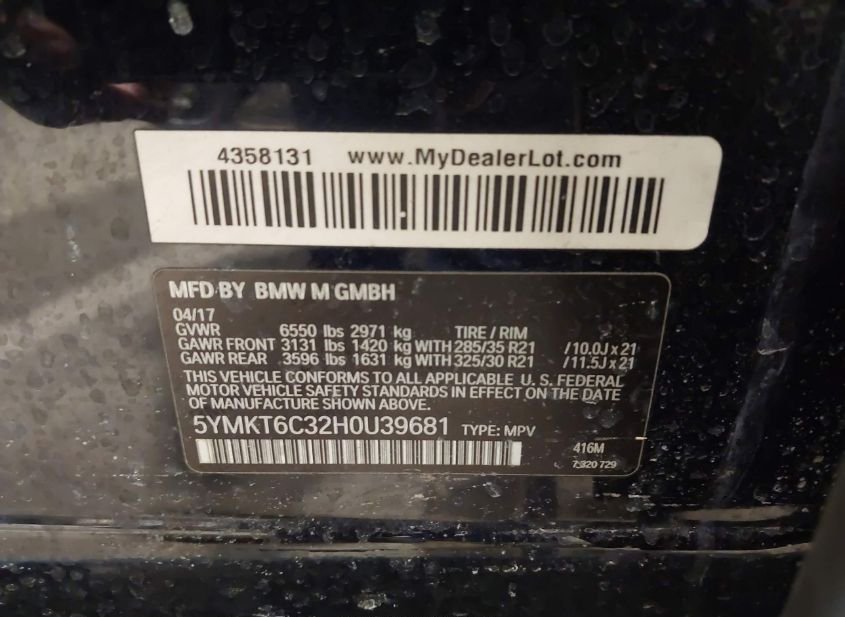 4358131 www.MyDealerLot.com
MFD BY BMW M GMBH
04/17
GVWR 6550 lbs 2971 kg TIRE / RIM
GAWR FRONT 3131 lbs 1420 kg WITH 285/35 R21 /10.0J x 21
GAWR REAR 3596 lbs 1631 kg WITH 325/30 R21 /11.5J x 21
THIS VEHICLE CONFORMS TO ALL APPLICABLE U. S. FEDERAL
MOTOR VEHICLE SAFETY STANDARDS IN EFFECT ON THE DATE
OF MANUFACTURE SHOWN ABOVE.
5YMKT6C32H0U39681 TYPE: MPV
416M
7 320 729